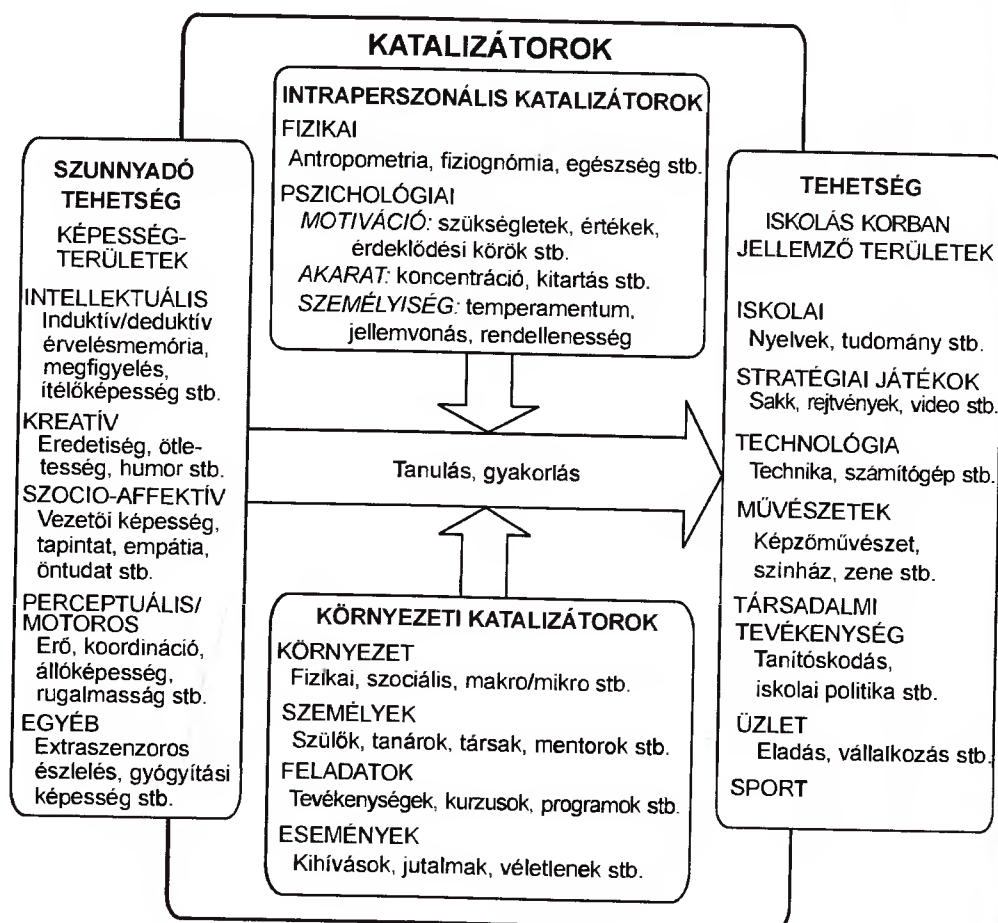 KATALIZÁTOROK
INTRAPERSZONÁLIS KATALIZÁTOROK
FIZIKAI
Antropometria, fiziognómia, egészség stb.
PSZICHOLÓGIAI
MOTIVÁCIÓ: szükségletek, értékek,
érdeklődési körök stb.
AKARAT: koncentráció, kitartás stb.
SZEMÉLYISÉG: temperamentum,
jellemvonás, rendellenesség
SZUNNYADÓ
TEHETSÉG
KÉPESSÉG-
TERÜLETEK
INTELLEKTUÁLIS
Induktív/deduktív
érvelésmemória,
megfigyelés,
ítélőképesség stb.
KREATÍV
Eredetiség, ötle-
tesség, humor stb.
SZOCIO-AFFEKTÍV
Vezetői képesség,
tapintat, empátia,
öntudat stb.
PERCEPTUÁLIS/
MOTOROS
Erő, koordináció,
állóképesség,
rugalmasság stb.
EGYÉB
Extraszenzoros
észlelés, gyógyítási
képesség stb.
Tanulás, gyakorlás
KÖRNYEZETI KATALIZÁTOROK
KÖRNYEZET
Fizikai, szociális, makro/mikro stb.
SZEMÉLYEK
Szülők, tanárok, társak, mentorok stb.
FELADATOK
Tevékenységek, kurzusok, programok stb.
ESEMÉNYEK
Kihívások, jutalmak, véletlenek stb.
TEHETSÉG
ISKOLÁS KORBAN
JELLEMZŐ TERÜLETEK
ISKOLAI
Nyelvek, tudomány stb.
STRATÉGIAI JÁTÉKOK
Sakk, rejtvények, video stb.
TECHNOLÓGIA
Technika, számítógép stb.
MŰVÉSZETEK
Képzőművészet,
színház, zene stb.
TÁRSADALMI
TEVÉKENYSÉG
Tanítóskodás,
iskolai politika stb.
ÜZLET
Eladás, vállalkozás stb.
SPORT